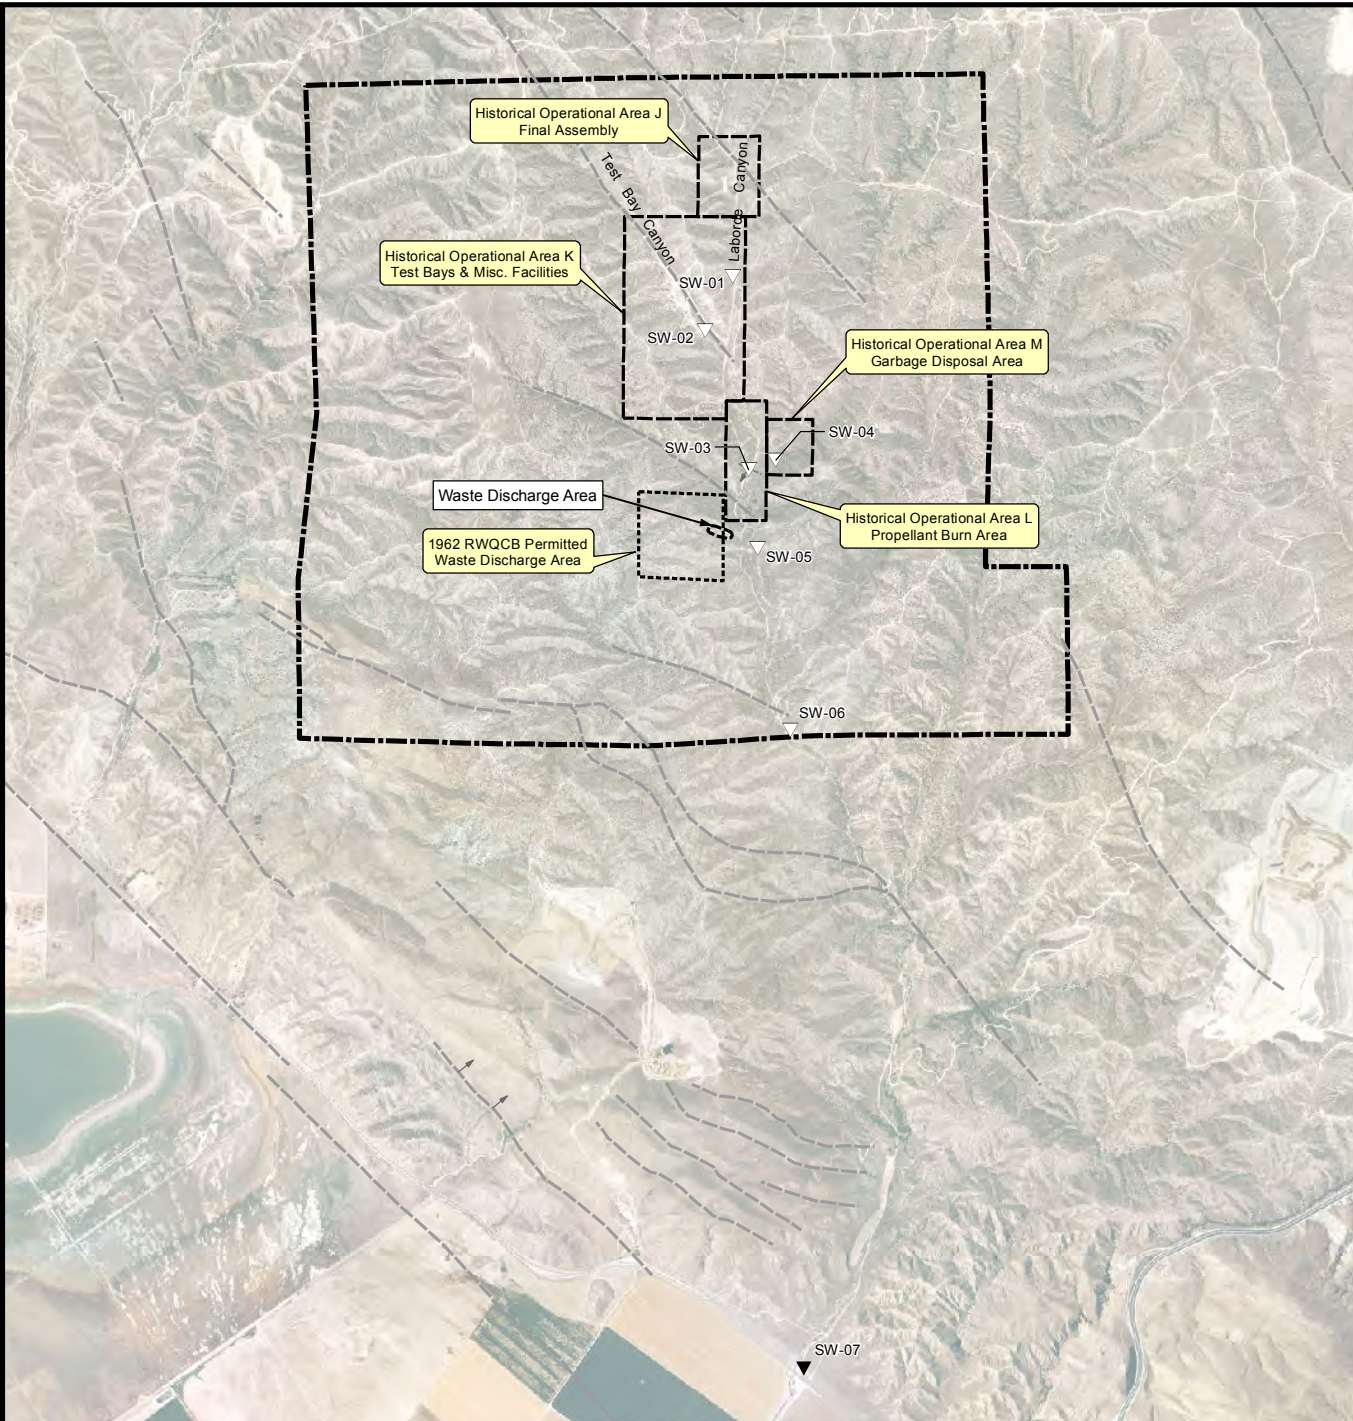 Historical Operational Area J
Final Assembly
Test Bay Canyon
Laborde Canyon
Historical Operational Area K
Test Bays & Misc. Facilities
SW-01
SW-02
Historical Operational Area M
Garbage Disposal Area
SW-03
SW-04
Waste Discharge Area
Historical Operational Area L
Propellant Burn Area
1962 RWQCB Permitted
Waste Discharge Area
SW-05
SW-06
SW-07